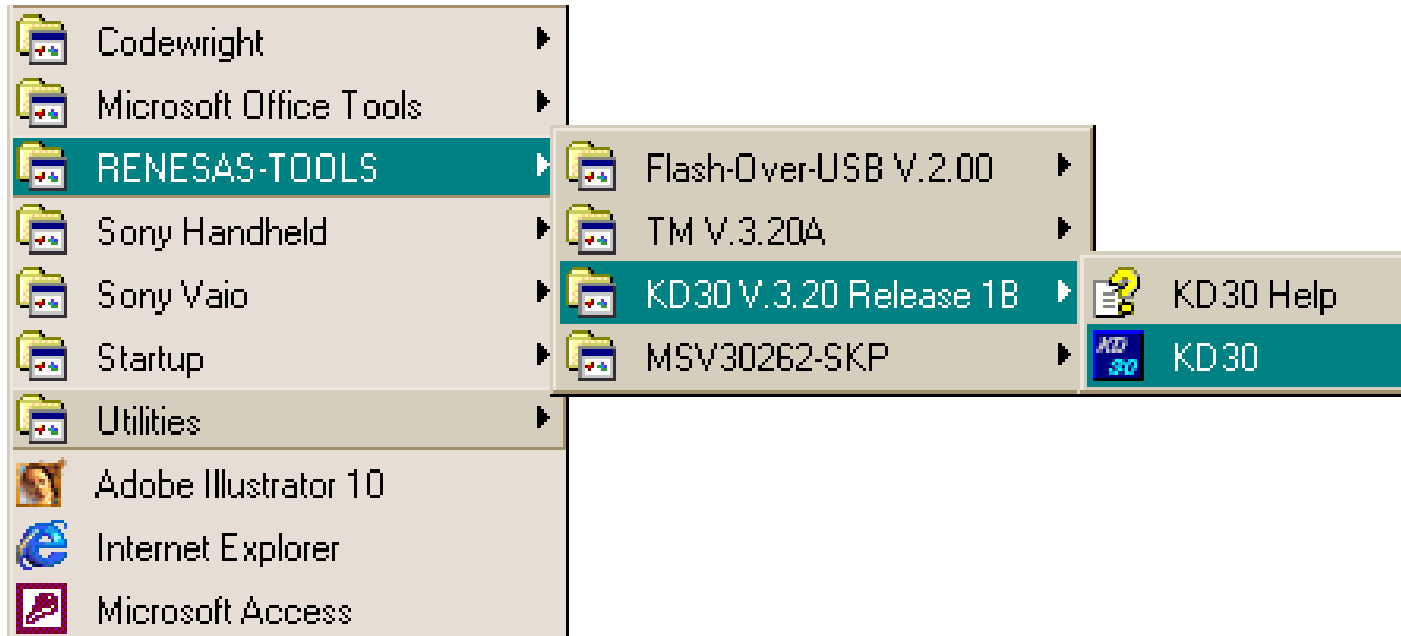 Codewright
Microsoft Office Tools
RENESAS-TOOLS
Sony Handheld
Sony Vaio
Startup
Utilities
Adobe Illustrator 10
Internet Explorer
Microsoft Access
Flash-Over-USB V.2.00
TM V.3.20A
KD30 V.3.20 Release 1B
MSV30262-SKP
KD30 Help
KD 30
KD30